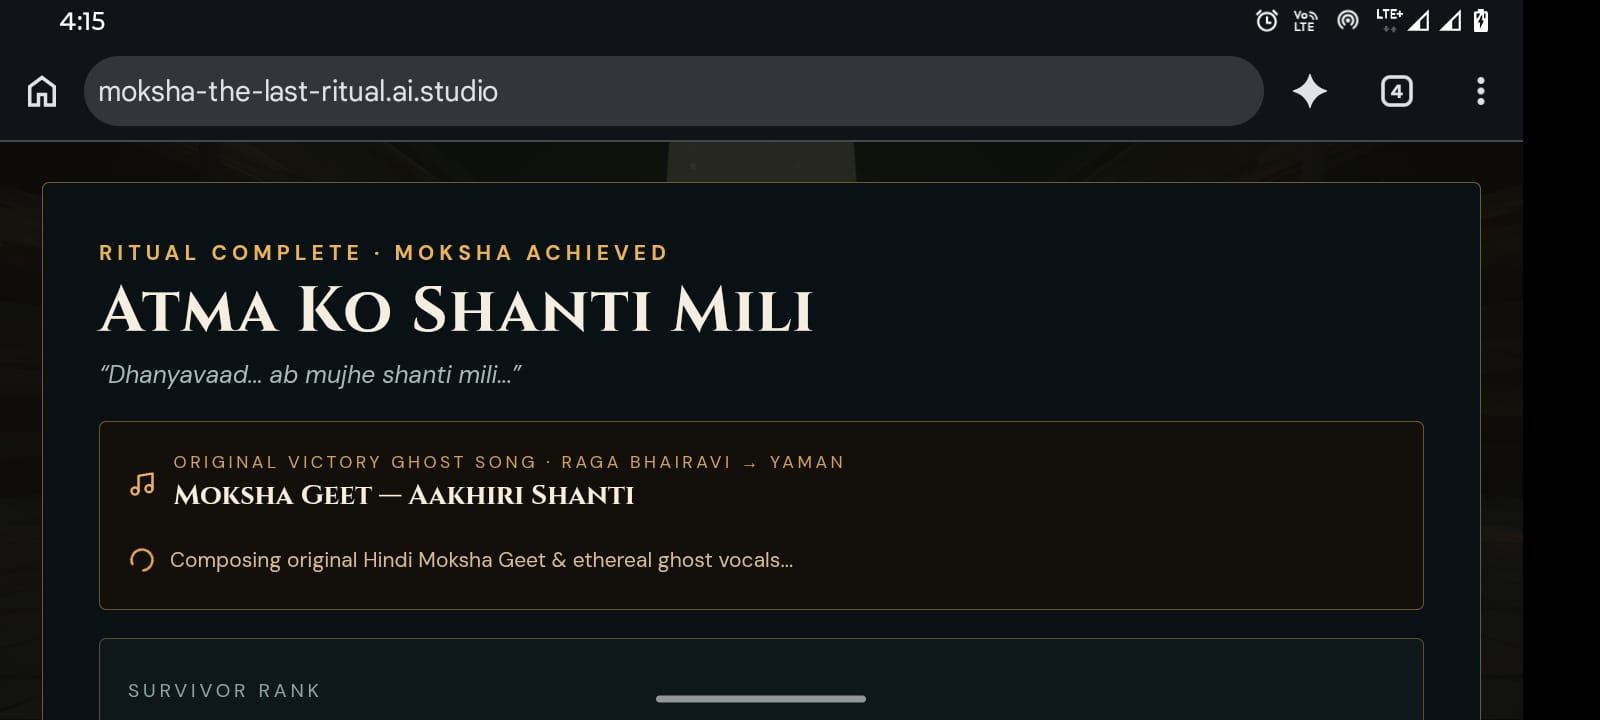 4:15
Vo LTE
LTE+
moksha-the-last-ritual.ai.studio
4
RITUAL COMPLETE · MOKSHA ACHIEVED
ATMA KO SHANTI MILI
“Dhanyavaad... ab mujhe shanti mili...”
ORIGINAL VICTORY GHOST SONG · RAGA BHAIRAVI → YAMAN
MOKSHA GEET — AAKHIRI SHANTI
Composing original Hindi Moksha Geet & ethereal ghost vocals...
SURVIVOR RANK